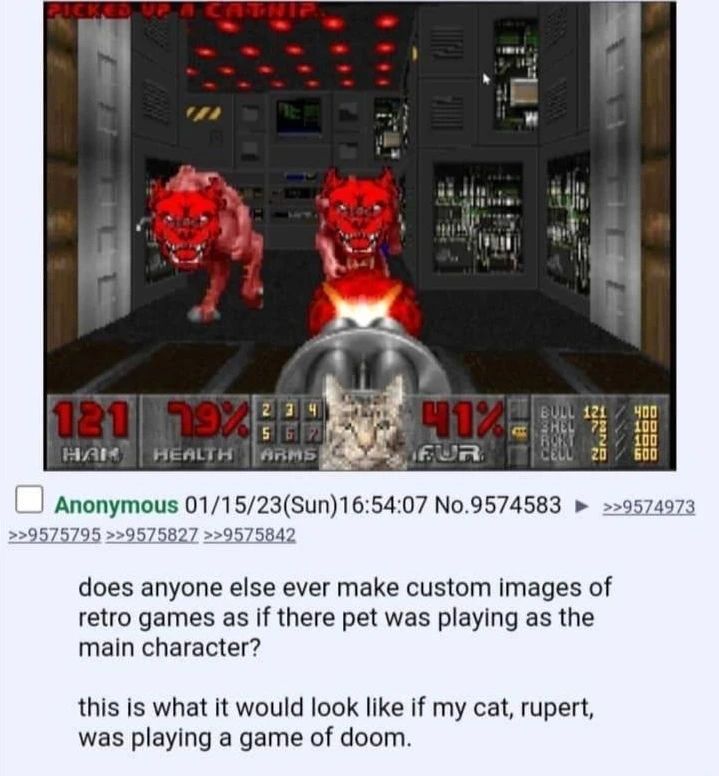 PICKED UP A CATNIP.
121 79% 2 3 4 41% BULL 121 / 400
5 6 7 SHEL 78 / 100
RCKT 2 / 100
HAM HEALTH ARMS FUR CELL 20 / 600
Anonymous 01/15/23(Sun)16:54:07 No.9574583 ▶ >>9574973
>>9575795 >>9575827 >>9575842
does anyone else ever make custom images of
retro games as if there pet was playing as the
main character?
this is what it would look like if my cat, rupert,
was playing a game of doom.